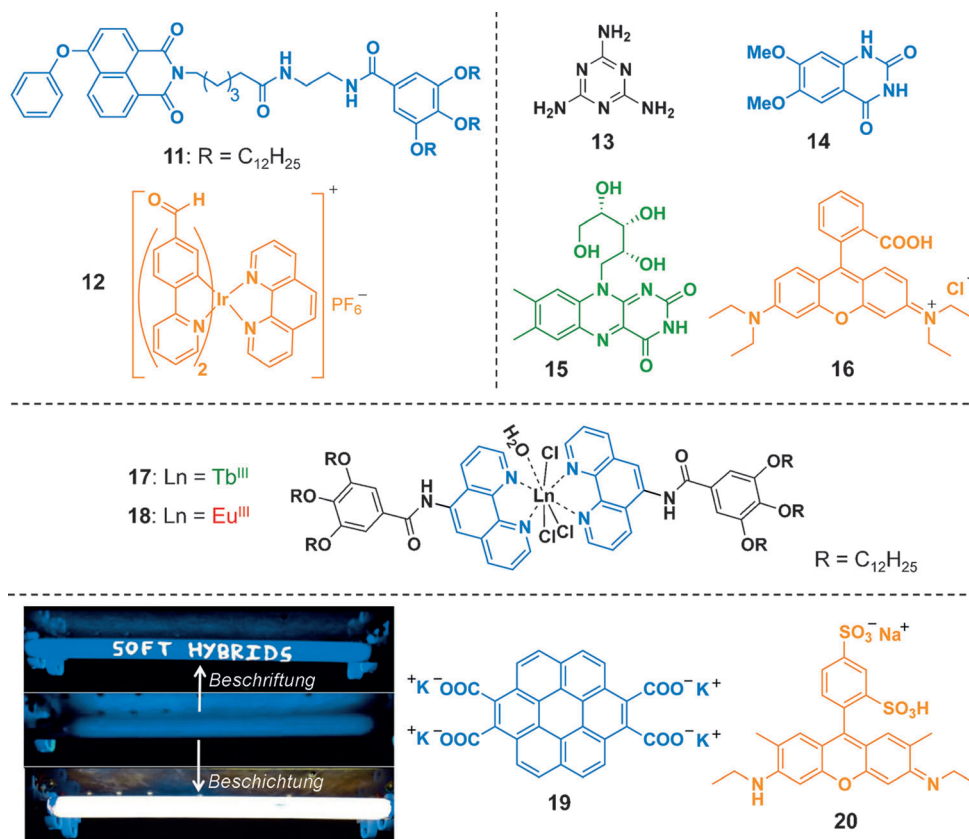 O
O
N
O
( )3
O
H
N
N
H
O
OR
OR
OR
11: R = C12H25
NH2
N
N
H2N
N
NH2
13
MeO
MeO
H
N
O
NH
O
14
12
O
H
N
Ir
N
N
2
+
PF6−
OH
OH
OH
OH
N
N
O
N
NH
O
15
COOH
N
O
N+
Cl−
16
17: Ln = TbIII
18: Ln = EuIII
RO
RO
RO
O
H
N
N
N
H2O
Cl
Ln
Cl
Cl
N
N
N
H
O
OR
OR
OR
R = C12H25
SOFT HYBRIDS
Beschriftung
Beschichtung
+K−OOC
+K−OOC
COO−K+
COO−K+
19
SO3−Na+
SO3H
N
H
O
N
20